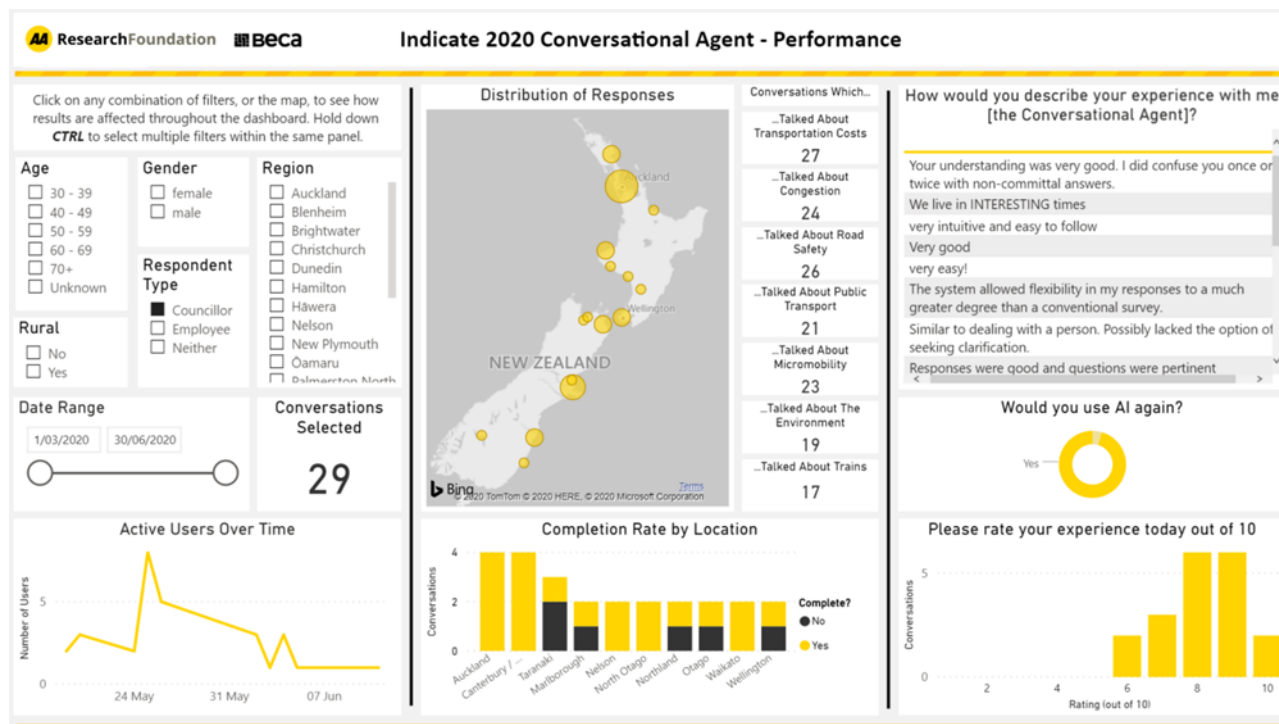 AA ResearchFoundation Beca
Indicate 2020 Conversational Agent - Performance
Click on any combination of filters, or the map, to see how
results are affected throughout the dashboard. Hold down
CTRL to select multiple filters within the same panel.
Age
30 - 39
40 - 49
50 - 59
60 - 69
70+
Unknown
Gender
female
male
Region
Auckland
Blenheim
Brightwater
Christchurch
Dunedin
Hamilton
Hāwera
Nelson
New Plymouth
Ōamaru
Palmerston North
Respondent
Type
Councillor
Employee
Neither
Rural
No
Yes
Date Range
1/03/2020 30/06/2020
Conversations
Selected
29
Active Users Over Time
Number of Users
5
0
24 May 31 May 07 Jun
Distribution of Responses
Auckland
Wellington
NEW ZEALAND
Bing
Terms
© 2020 TomTom © 2020 HERE, © 2020 Microsoft Corporation
Conversations Which...
...Talked About
Transportation Costs
27
...Talked About
Congestion
24
...Talked About Road
Safety
26
...Talked About Public
Transport
21
...Talked About
Micromobility
23
...Talked About The
Environment
19
...Talked About Trains
17
Completion Rate by Location
Conversations
4
2
0
Auckland
Canterbury / ...
Taranaki
Marlborough
Nelson
North Otago
Northland
Otago
Waikato
Wellington
Complete?
No
Yes
How would you describe your experience with me
[the Conversational Agent]?
Your understanding was very good. I did confuse you once or
twice with non-committal answers.
We live in INTERESTING times
very intuitive and easy to follow
Very good
very easy!
The system allowed flexibility in my responses to a much
greater degree than a conventional survey.
Similar to dealing with a person. Possibly lacked the option of
seeking clarification.
Responses were good and questions were pertinent
Would you use AI again?
Yes
Please rate your experience today out of 10
Conversations
5
0
2 4 6 8 10
Rating (out of 10)